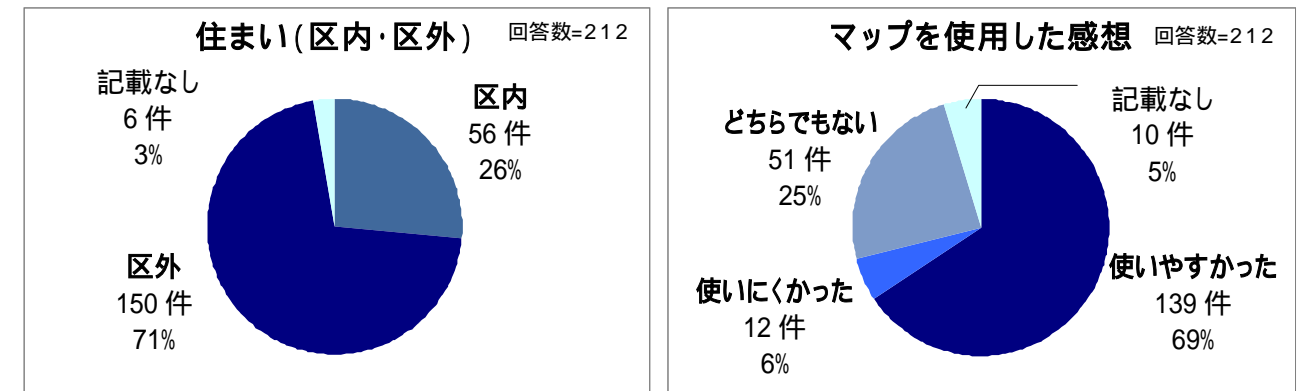 住まい(区内・区外)
回答数=212
記載なし
6 件
3%
区内
56 件
26%
区外
150 件
71%
マップを使用した感想
回答数=212
どちらでもない
51 件
25%
記載なし
10 件
5%
使いにくかった
12 件
6%
使いやすかった
139 件
69%